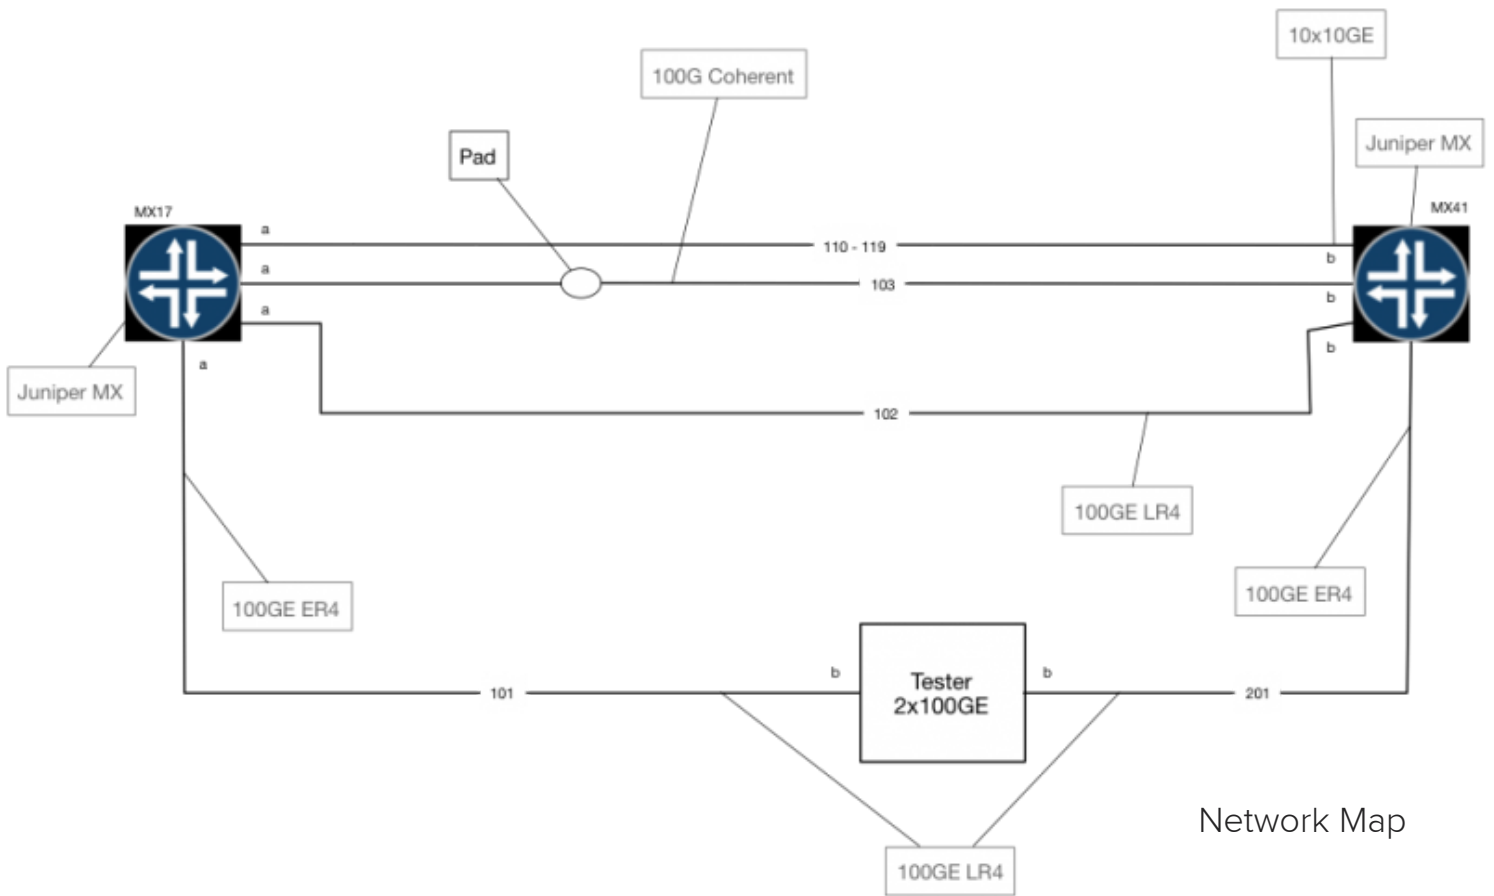 10x10GE
100G Coherent
Pad
Juniper MX
MX17
MX41
a
110 - 119
b
a
103
b
a
b
a
Juniper MX
102
100GE LR4
100GE ER4
100GE ER4
b
Tester
2x100GE
b
101
201
Network Map
100GE LR4